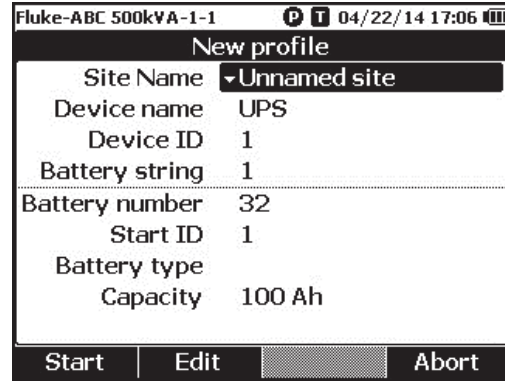 Fluke-ABC 500kVA-1-1 P T 04/22/14 17:06
New profile
Site Name Unnamed site
Device name UPS
Device ID 1
Battery string 1
Battery number 32
Start ID 1
Battery type
Capacity 100 Ah
Start Edit Abort